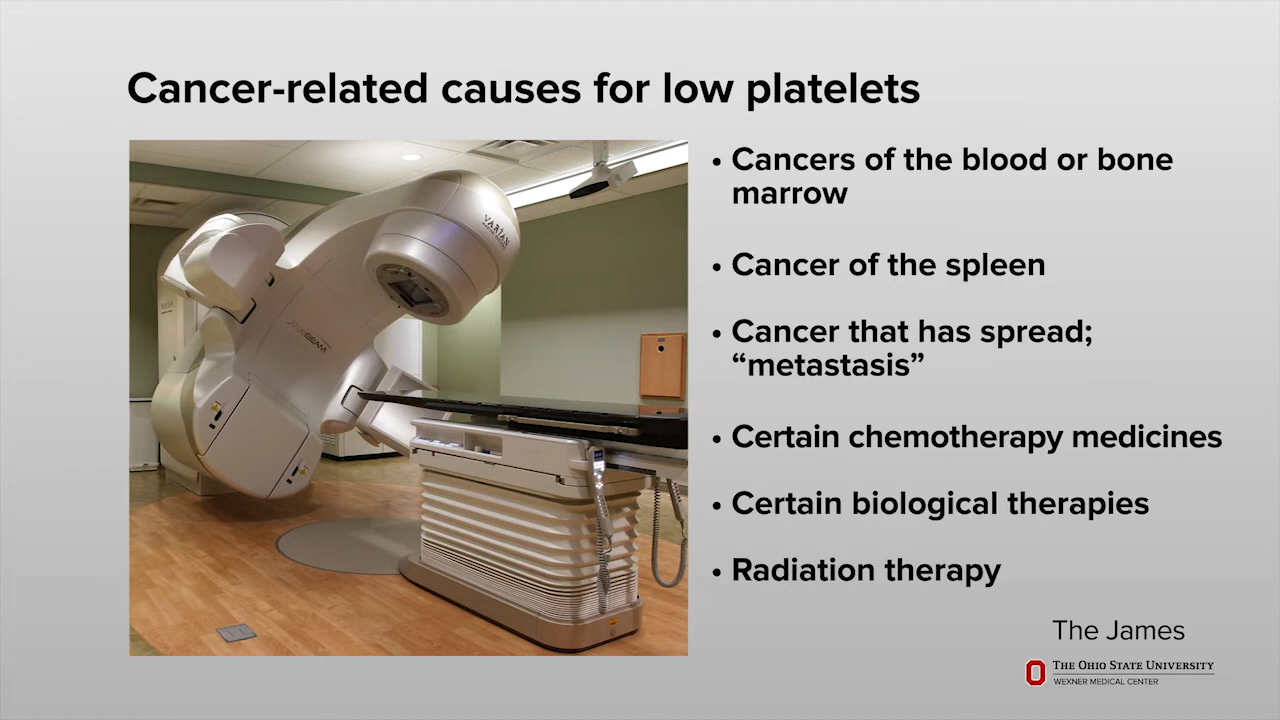 Cancer-related causes for low platelets
VARIAN
TRUEBEAM
• Cancers of the blood or bone
marrow
• Cancer of the spleen
• Cancer that has spread;
“metastasis”
• Certain chemotherapy medicines
• Certain biological therapies
• Radiation therapy
The James
THE OHIO STATE UNIVERSITY
WEXNER MEDICAL CENTER